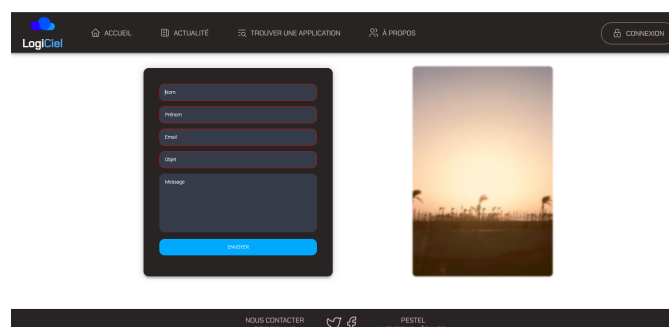 LogiCiel
ACCUEIL
ACTUALITÉ
TROUVER UNE APPLICATION
À PROPOS
CONNEXION
Nom
Prénom
Email
Objet
Message
ENVOYER
NOUS CONTACTER
PESTEL